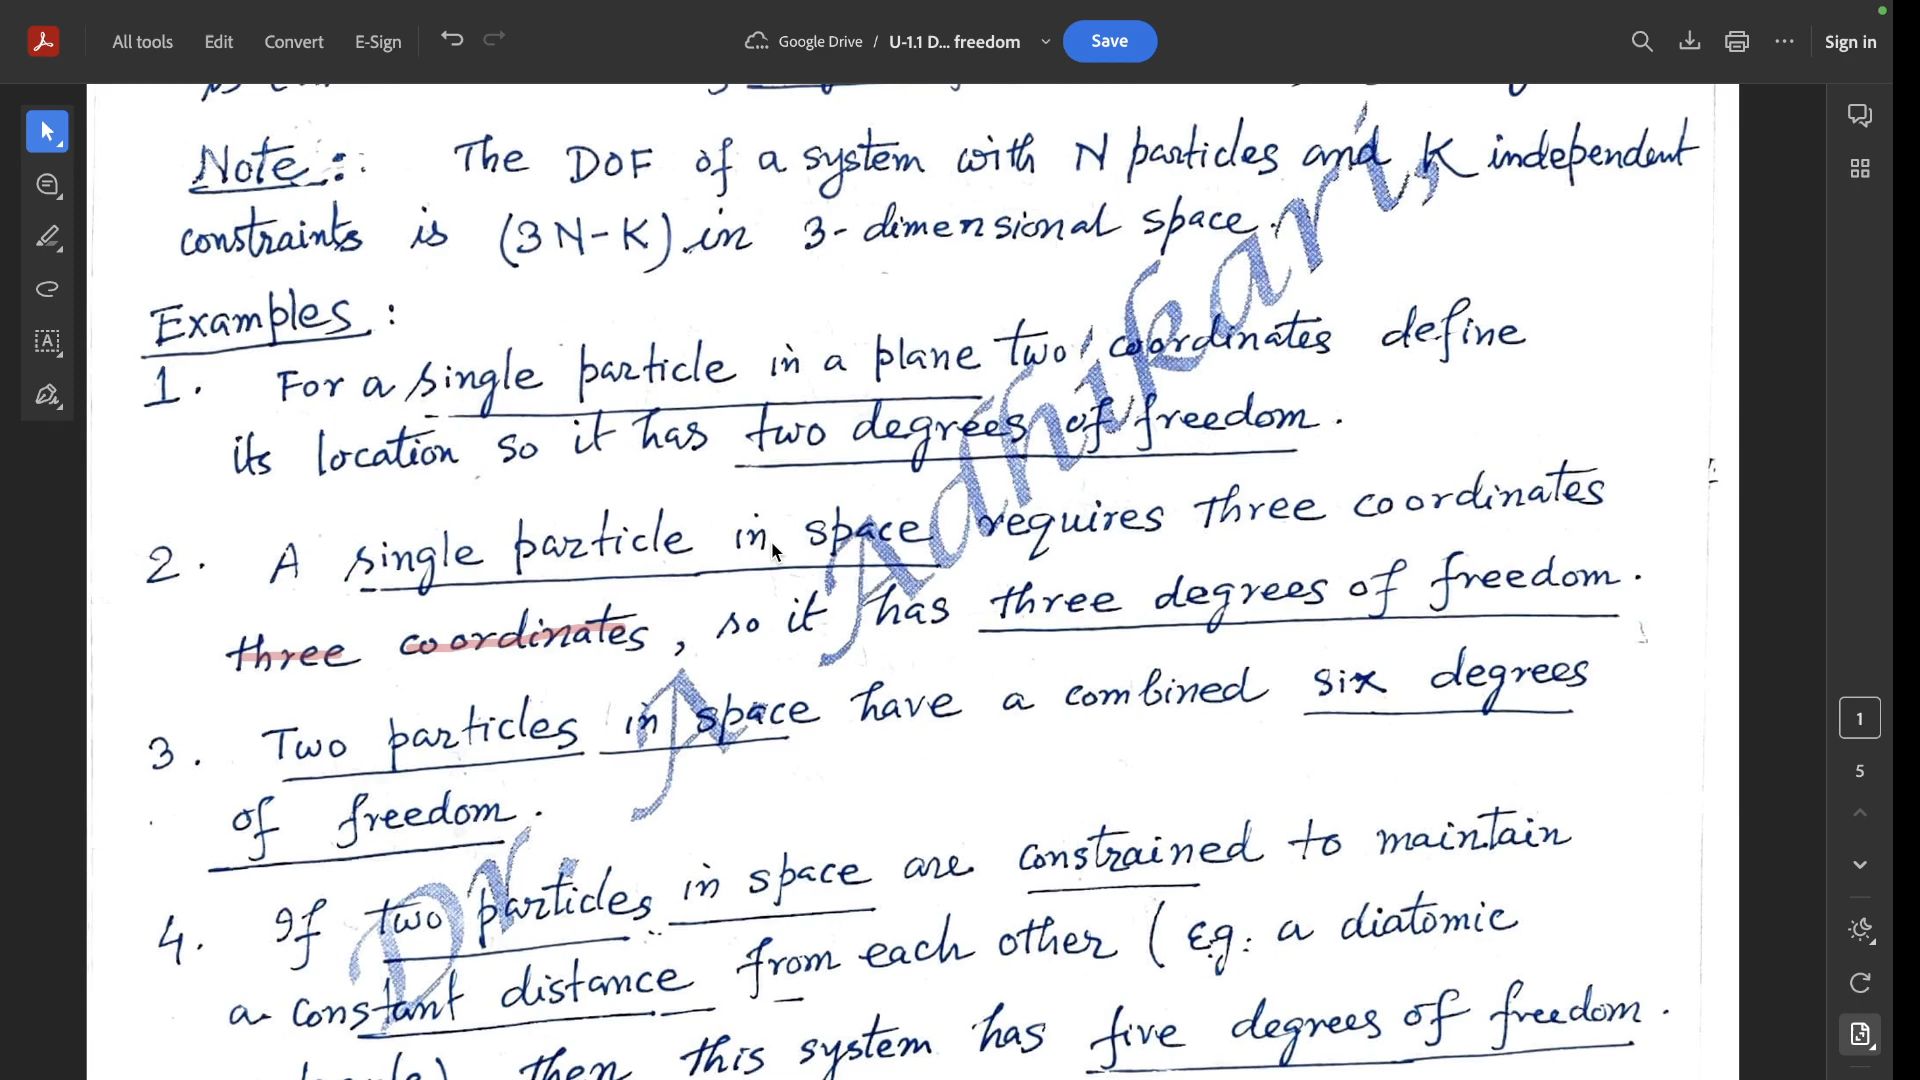 All tools Edit Convert E-Sign Google Drive / U-1.1 D... freedom Save Sign in
Note:. The DOF of a system with N particles and K independent
constraints is (3N-K) in 3-dimensional space.
Examples:
1. For a single particle in a plane two coordinates define
its location so it has two degrees of freedom.
2. A single particle in space requires three coordinates
three coordinates, so it has three degrees of freedom.
3. Two particles in space have a combined six degrees
of freedom.
4. If two particles in space are constrained to maintain
a constant distance from each other (Eg: a diatomic
then this system has five degrees of freedom.
Dr. A. Adhikari
1
5